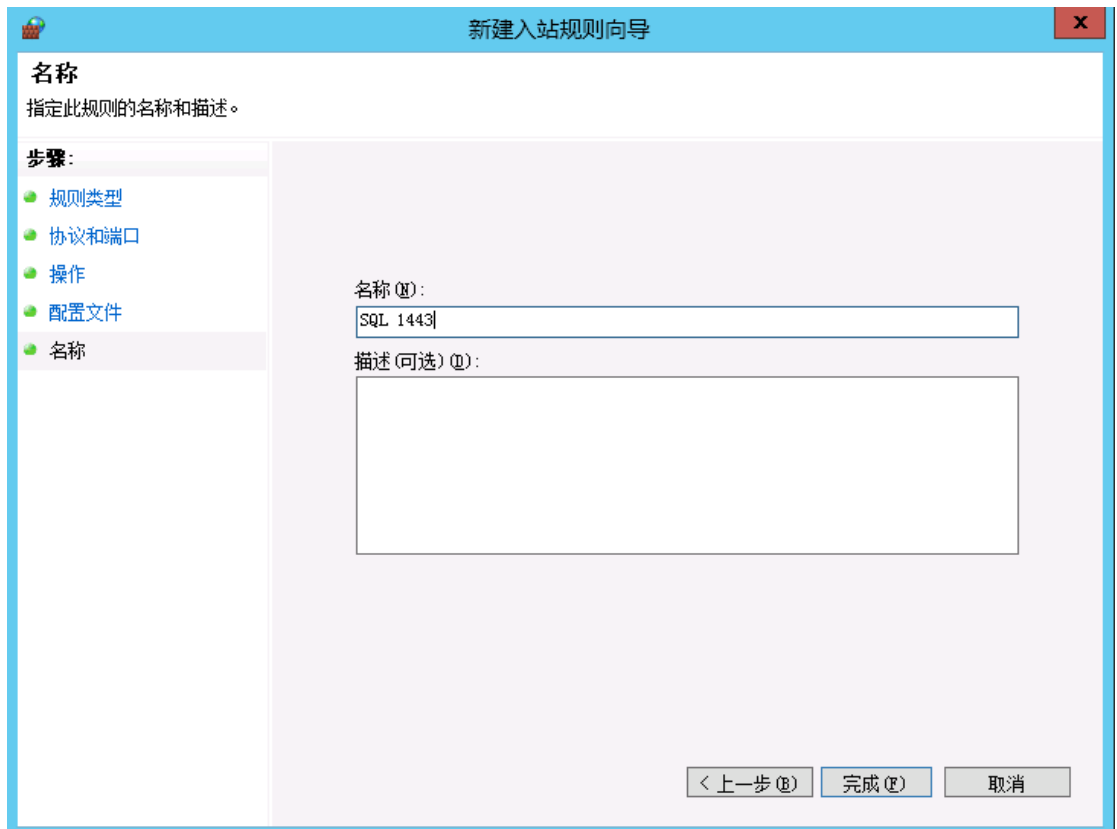 新建入站规则向导
x
名称
指定此规则的名称和描述。
步骤:
规则类型
协议和端口
操作
配置文件
名称
名称(N):
SQL 1443
描述(可选)(D):
< 上一步(B)
完成(F)
取消